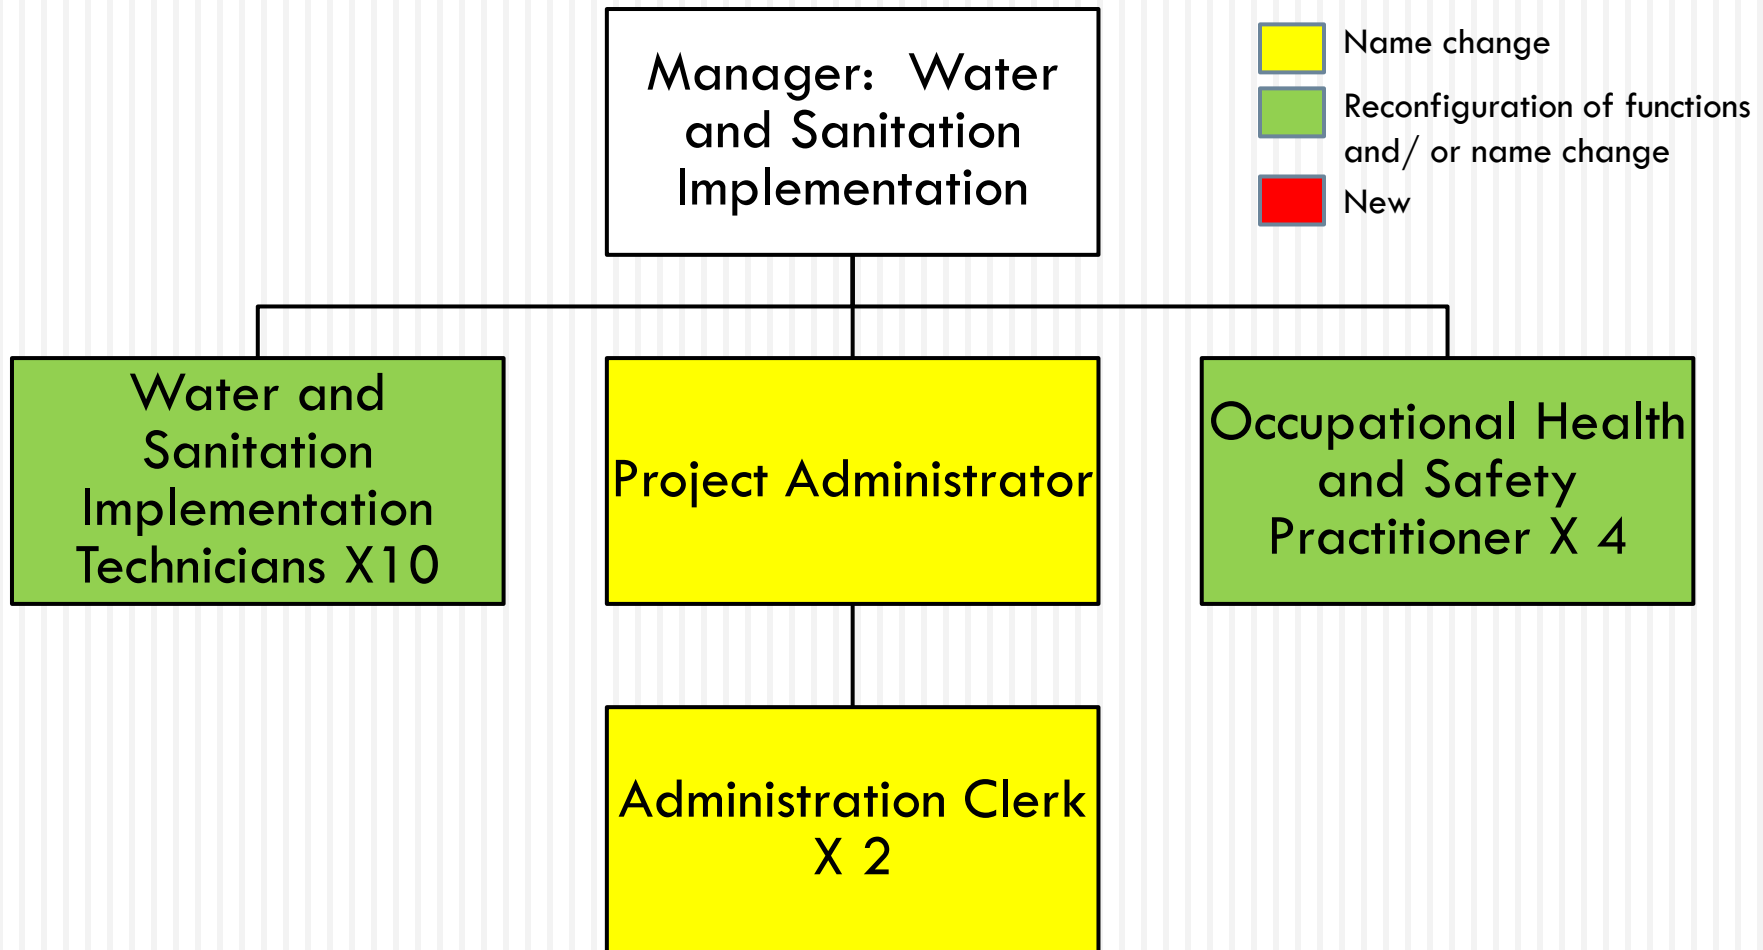 Manager:  Water
and Sanitation
Implementation
Name change
Reconfiguration of functions
and/ or name change
New
Water and
Sanitation
Implementation
Technicians X10
Project Administrator
Occupational Health
and Safety
Practitioner X 4
Administration Clerk
X 2